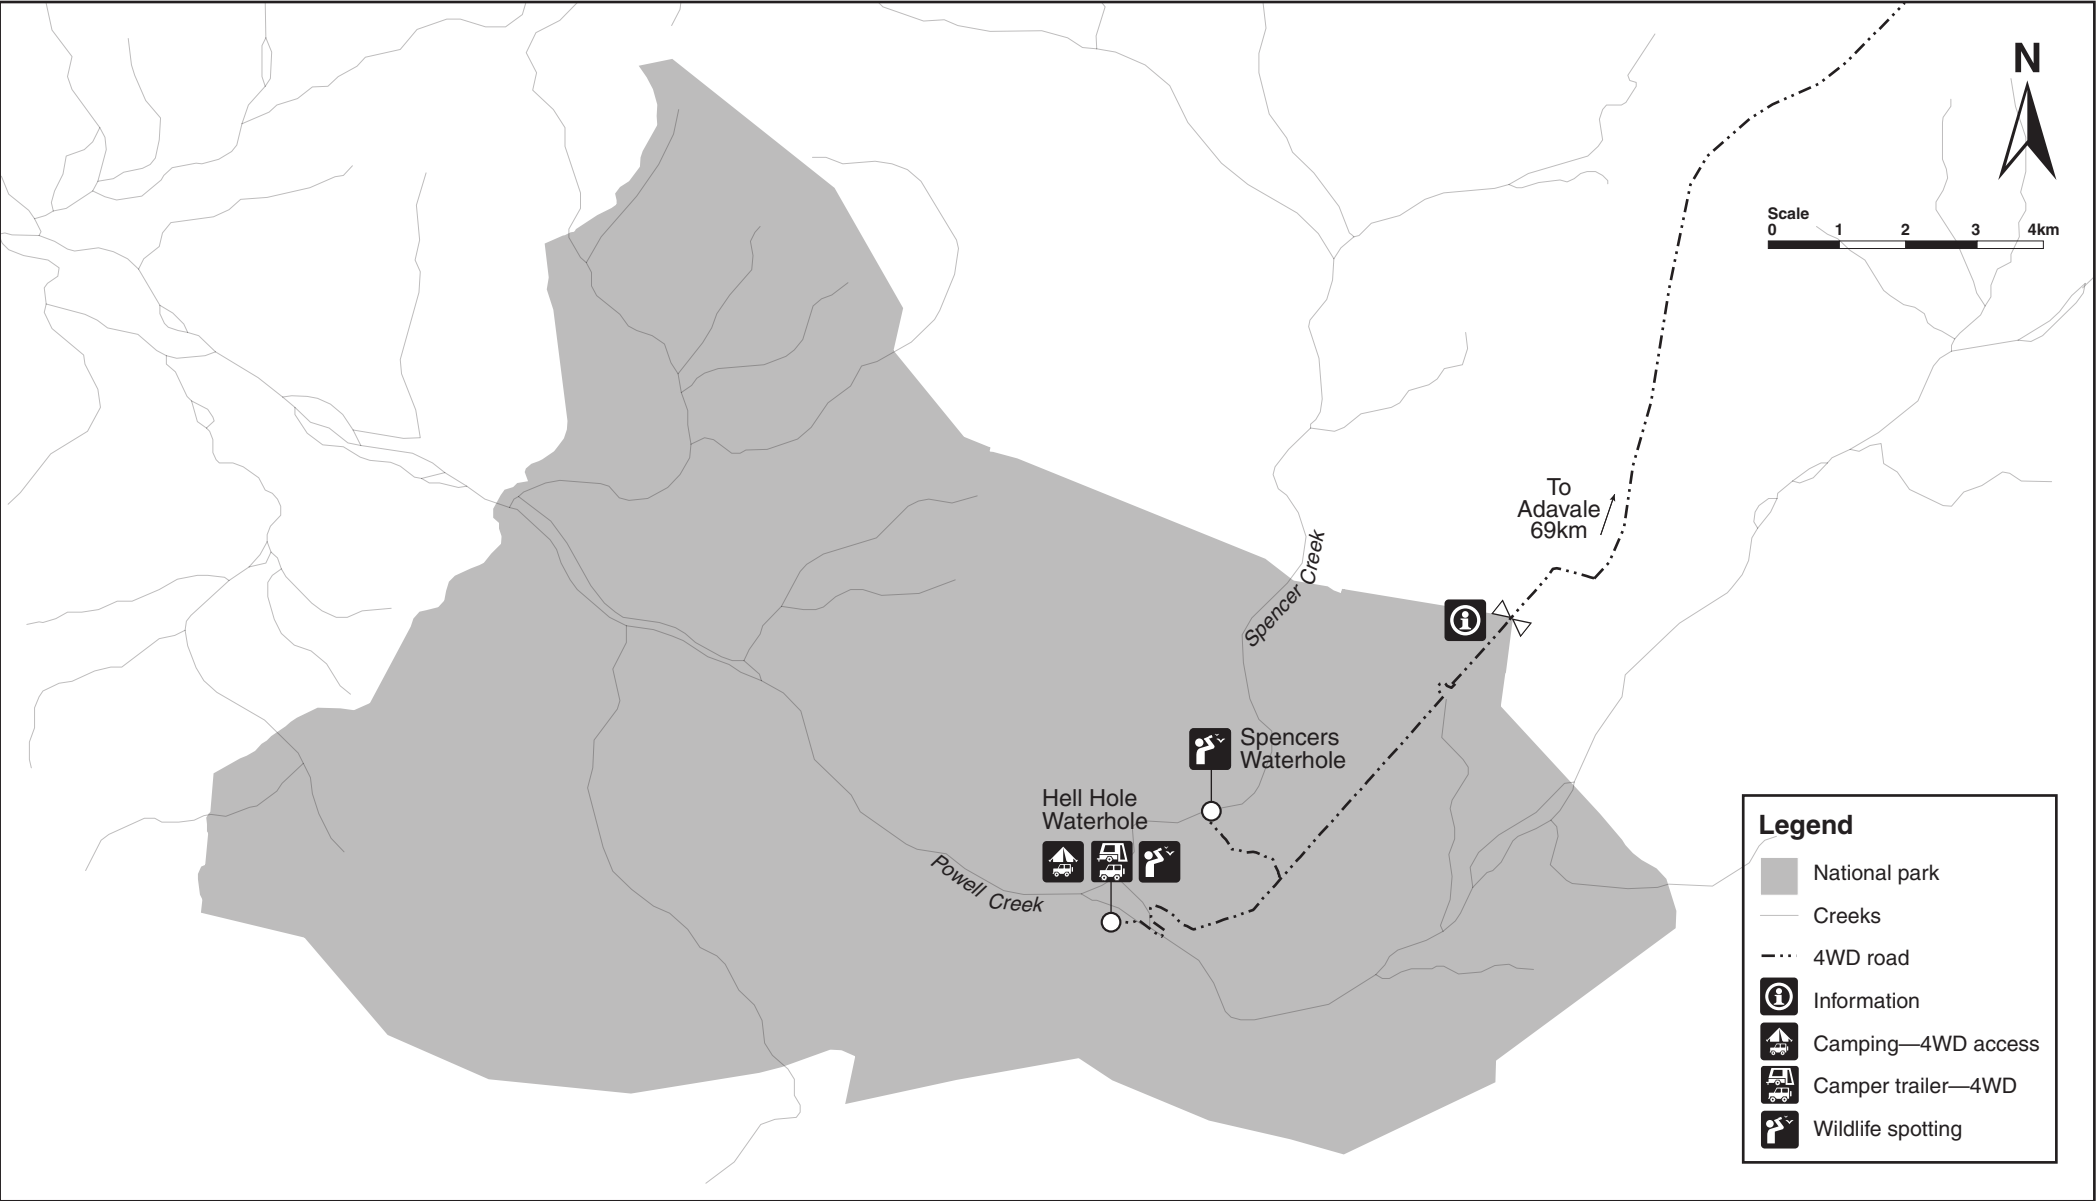 N
Scale
0 1 2 3 4km
To
Adavale
69km
Spencer Creek
Spencers
Waterhole
Hell Hole
Waterhole
Powell Creek
Legend
National park
Creeks
4WD road
Information
Camping—4WD access
Camper trailer—4WD
Wildlife spotting